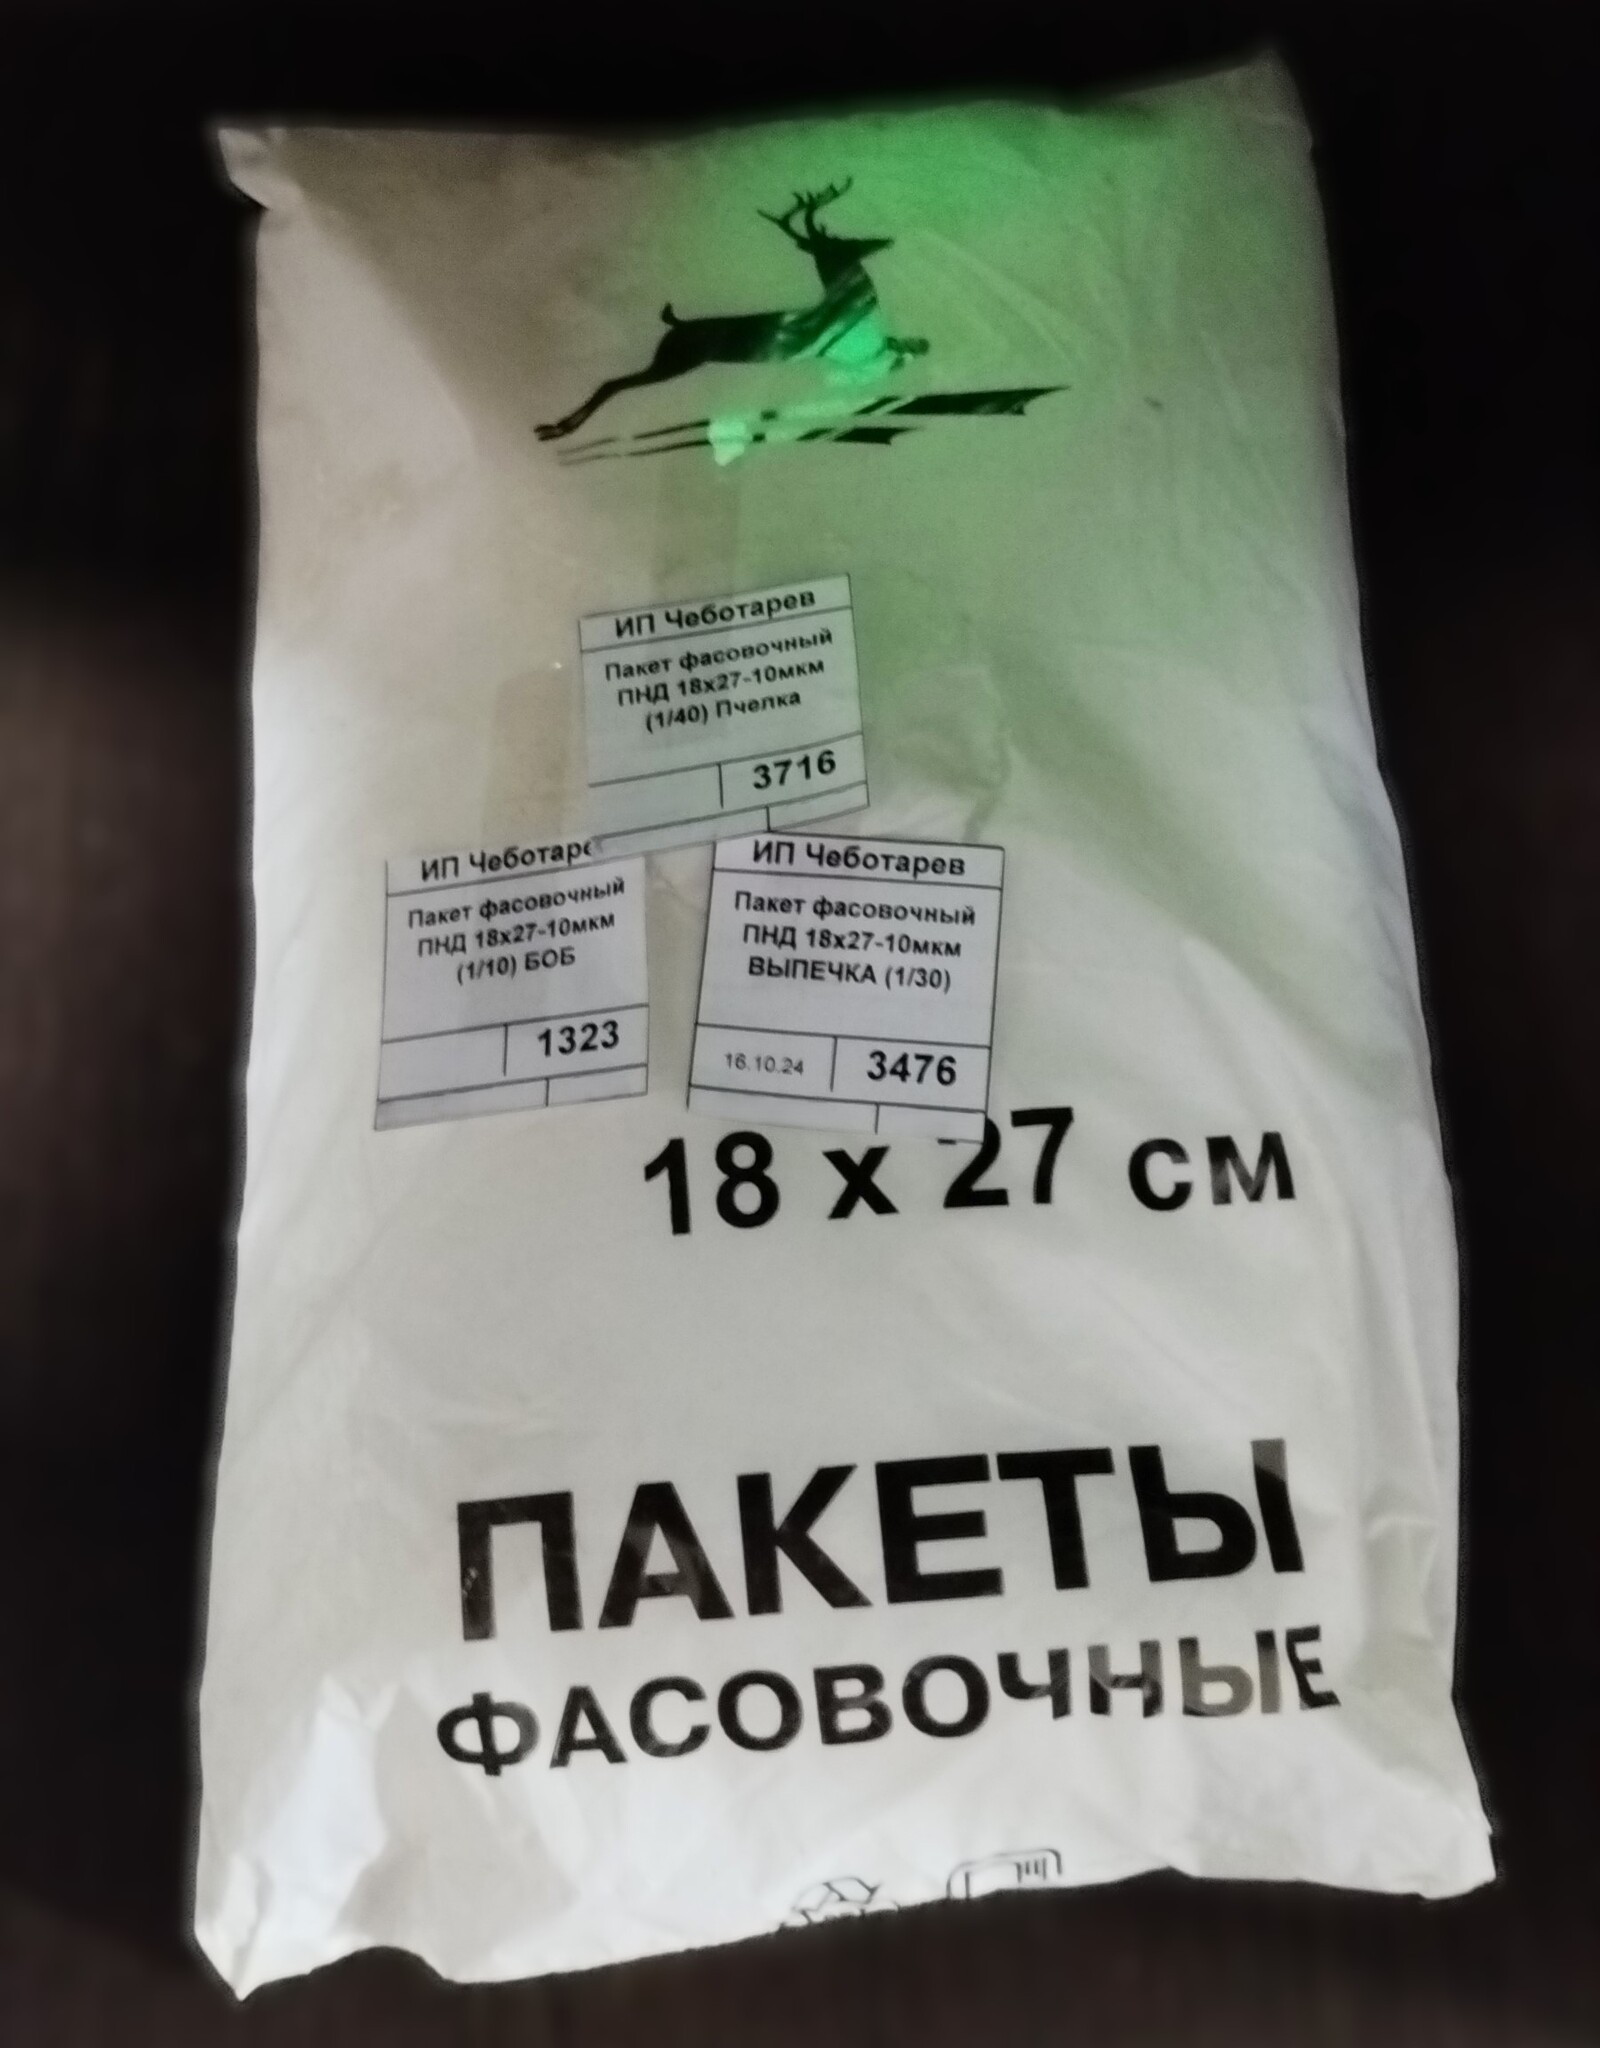 ИП Чеботарев
Пакет фасовочный
ПНД 18х27-10мкм
(1/40) Пчелка
3716
ИП Чеботаре
Пакет фасовочный
ПНД 18х27-10мкм
(1/10) БОБ
1323
ИП Чеботарев
Пакет фасовочный
ПНД 18х27-10мкм
ВЫПЕЧКА (1/30)
16.10.24 3476
18 х 27 см
ПАКЕТЫ
ФАСОВОЧНЫЕ